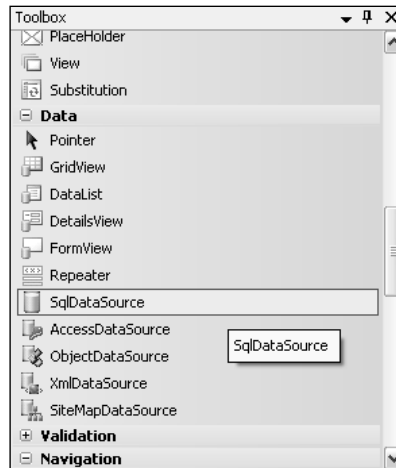 Toolbox
PlaceHolder
View
Substitution
Data
Pointer
GridView
DataList
DetailsView
FormView
Repeater
SqlDataSource
AccessDataSource
SqlDataSource
ObjectDataSource
XmlDataSource
SiteMapDataSource
Validation
Navigation